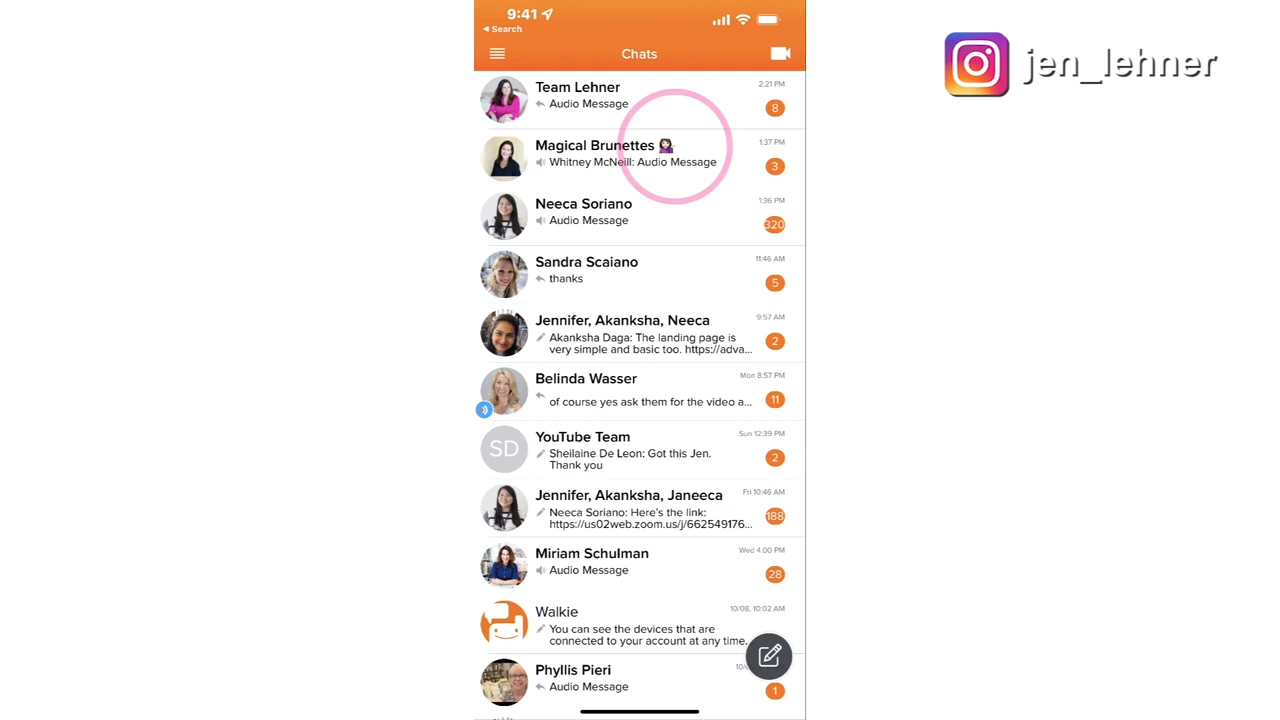 9:41
Search
Chats
jen_lehner
Team Lehner
2:21 PM
Audio Message
8
Magical Brunettes 💁🏻‍♀️
1:37 PM
Whitney McNeill: Audio Message
3
Neeca Soriano
1:36 PM
Audio Message
320
Sandra Scaiano
11:46 AM
thanks
5
Jennifer, Akanksha, Neeca
9:57 AM
Akanksha Daga: The landing page is
very simple and basic too. https://adva...
2
Belinda Wasser
Mon 8:57 PM
of course yes ask them for the video a...
11
SD
YouTube Team
Sun 12:39 PM
Sheilaine De Leon: Got this Jen.
Thank you
2
Jennifer, Akanksha, Janeeca
Fri 10:46 AM
Neeca Soriano: Here's the link:
https://us02web.zoom.us/j/662549176...
188
Miriam Schulman
Wed 4:00 PM
Audio Message
28
Walkie
10/08, 10:02 AM
You can see the devices that are
connected to your account at any time.
Phyllis Pieri
10/
Audio Message
1